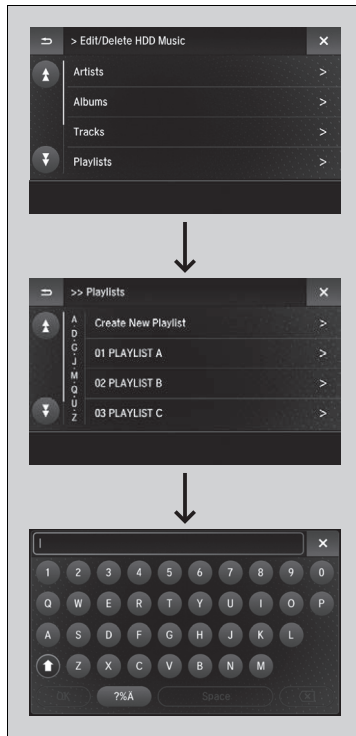 > Edit/Delete HDD Music
Artists >
Albums >
Tracks >
Playlists >
>> Playlists
A·D·G·J·M·Q·U·Z
Create New Playlist >
01 PLAYLIST A >
02 PLAYLIST B >
03 PLAYLIST C >
1 2 3 4 5 6 7 8 9 0
Q W E R T Y U I O P
A S D F G H J K L
Z X C V B N M
OK ?%Ä Space